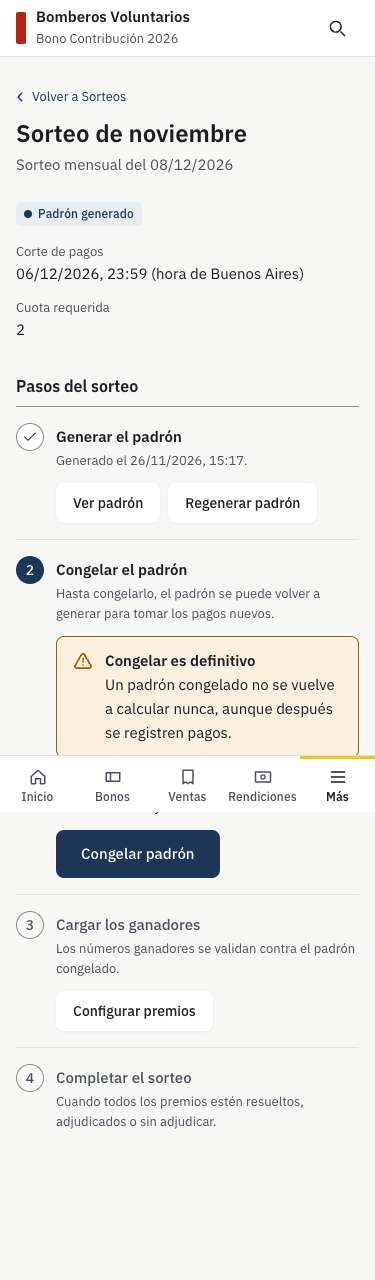 Bomberos Voluntarios
Bono Contribución 2026
Volver a Sorteos
Sorteo de noviembre
Sorteo mensual del 08/12/2026
Padrón generado
Corte de pagos
06/12/2026, 23:59 (hora de Buenos Aires)
Cuota requerida
2
Pasos del sorteo
Generar el padrón
Generado el 26/11/2026, 15:17.
Ver padrón
Regenerar padrón
2
Congelar el padrón
Hasta congelarlo, el padrón se puede volver a
generar para tomar los pagos nuevos.
Congelar es definitivo
Un padrón congelado no se vuelve
a calcular nunca, aunque después
se registren pagos.
Inicio
Bonos
Ventas
Rendiciones
Más
Congelar padrón
3
Cargar los ganadores
Los números ganadores se validan contra el padrón
congelado.
Configurar premios
4
Completar el sorteo
Cuando todos los premios estén resueltos,
adjudicados o sin adjudicar.